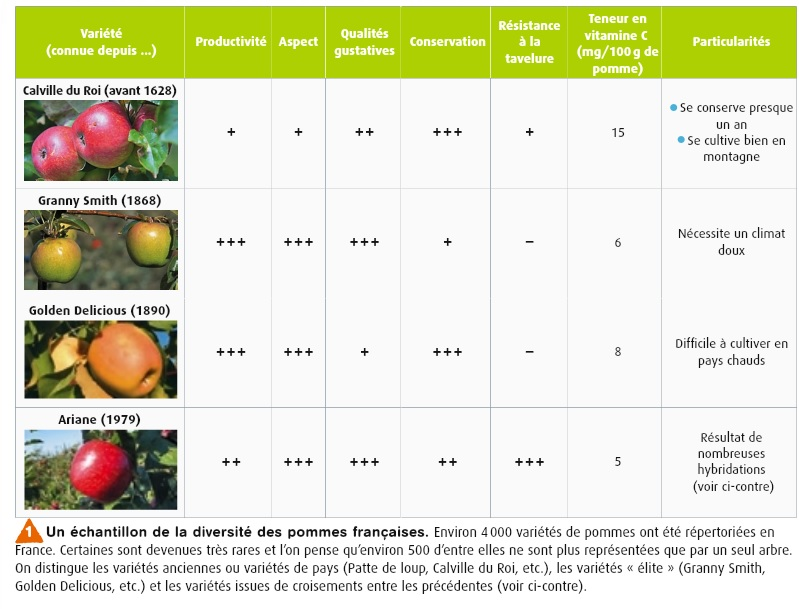 Variété
(connue depuis ...)
Productivité
Aspect
Qualités
gustatives
Conservation
Résistance
à la
tavelure
Teneur en
vitamine C
(mg/100 g de
pomme)
Particularités
Calville du Roi (avant 1628)
+
+
++
+++
+
15
● Se conserve presque
un an
● Se cultive bien en
montagne
Granny Smith (1868)
+++
+++
+++
+
–
6
Nécessite un climat
doux
Golden Delicious (1890)
+++
+++
+
+++
–
8
Difficile à cultiver en
pays chauds
Ariane (1979)
++
+++
+++
++
+++
5
Résultat de
nombreuses
hybridations
(voir ci-contre)
1 Un échantillon de la diversité des pommes françaises. Environ 4 000 variétés de pommes ont été répertoriées en
France. Certaines sont devenues très rares et l'on pense qu'environ 500 d'entre elles ne sont plus représentées que par un seul arbre.
On distingue les variétés anciennes ou variétés de pays (Patte de loup, Calville du Roi, etc.), les variétés « élite » (Granny Smith,
Golden Delicious, etc.) et les variétés issues de croisements entre les précédentes (voir ci-contre).